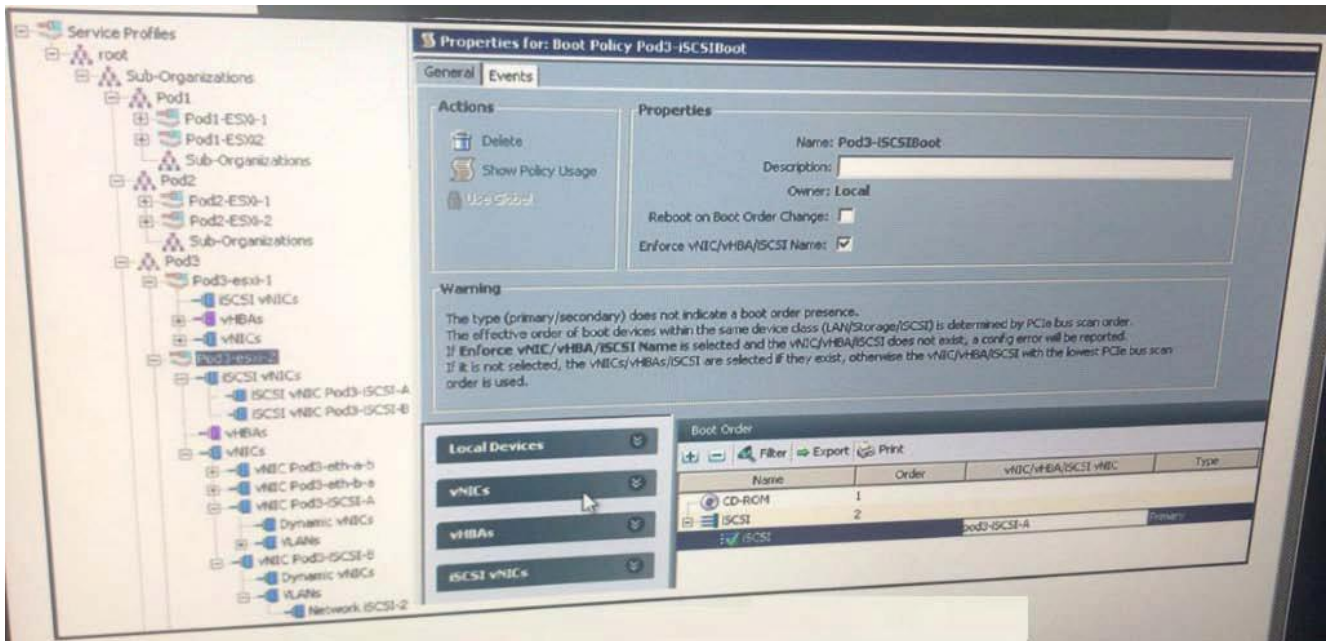 Service Profiles
root
Sub-Organizations
Pod1
Pod1-ESXi-1
Pod1-ESXi2
Sub-Organizations
Pod2
Pod2-ESXi-1
Pod2-ESXi-2
Sub-Organizations
Pod3
Pod3-esxi-1
iSCSI vNICs
vHBAs
vNICs
Pod3-esxi-2
iSCSI vNICs
iSCSI vNIC Pod3-iSCSI-A
iSCSI vNIC Pod3-iSCSI-B
vHBAs
vNICs
vNIC Pod3-eth-a-b
vNIC Pod3-eth-b-a
vNIC Pod3-iSCSI-A
Dynamic vNICs
VLANs
vNIC Pod3-iSCSI-B
Dynamic vNICs
VLANs
Network iSCSI-2
Properties for: Boot Policy Pod3-iSCSIBoot
General Events
Actions
Delete
Show Policy Usage
Use Global
Properties
Name: Pod3-iSCSIBoot
Description:
Owner: Local
Reboot on Boot Order Change:
Enforce vNIC/vHBA/iSCSI Name:
Warning
The type (primary/secondary) does not indicate a boot order presence.
The effective order of boot devices within the same device class (LAN/Storage/iSCSI) is determined by PCIe bus scan order.
If Enforce vNIC/vHBA/iSCSI Name is selected and the vNIC/vHBA/iSCSI does not exist, a config error will be reported.
If it is not selected, the vNICs/vHBAs/iSCSI are selected if they exist, otherwise the vNIC/vHBA/iSCSI with the lowest PCIe bus scan
order is used.
Local Devices
vNICs
vHBAs
iSCSI vNICs
Boot Order
Filter Export Print
Name Order vNIC/vHBA/iSCSI vNIC Type
CD-ROM 1
iSCSI 2
iSCSI pod3-iSCSI-A Primary